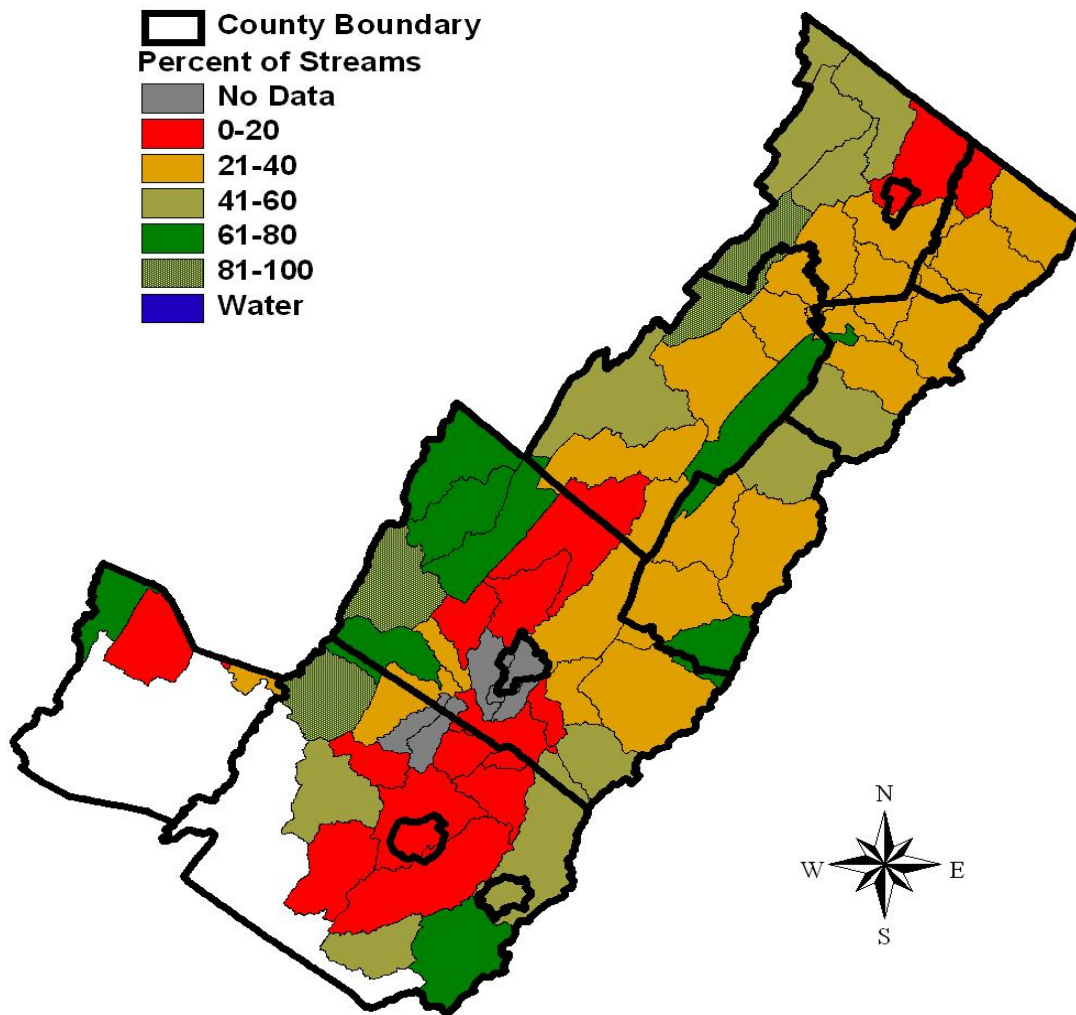 County Boundary
Percent of Streams
No Data
0-20
21-40
41-60
61-80
81-100
Water
N
W E
S